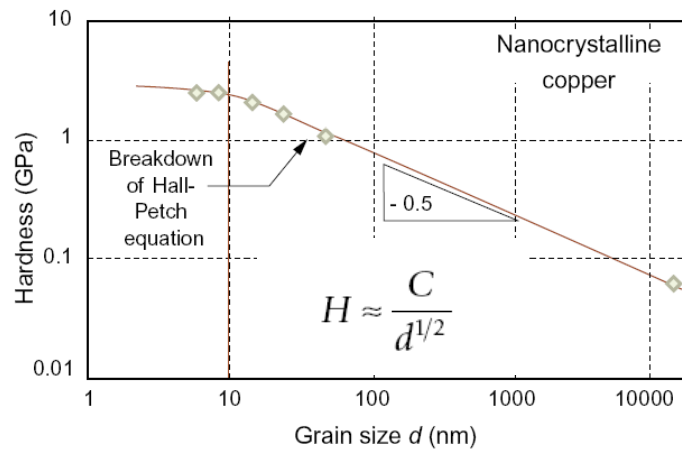 Nanocrystalline
copper
10
1
0.1
0.01
Hardness (GPa)
Breakdown
of Hall-
Petch
equation
- 0.5
H ≈ C / d^{1/2}
1 10 100 1000 10000
Grain size d (nm)